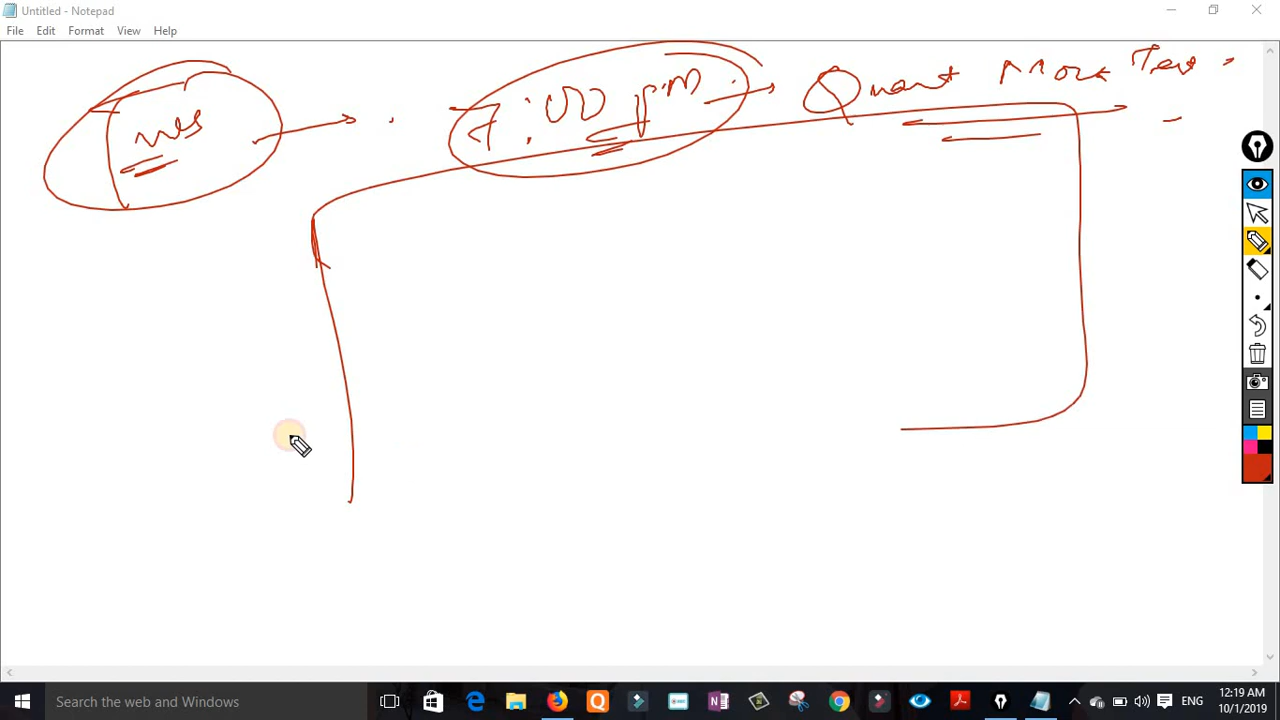 Untitled - Notepad
File Edit Format View Help
7:00 pm Quant Mock Test
Search the web and Windows
ENG
12:19 AM
10/1/2019